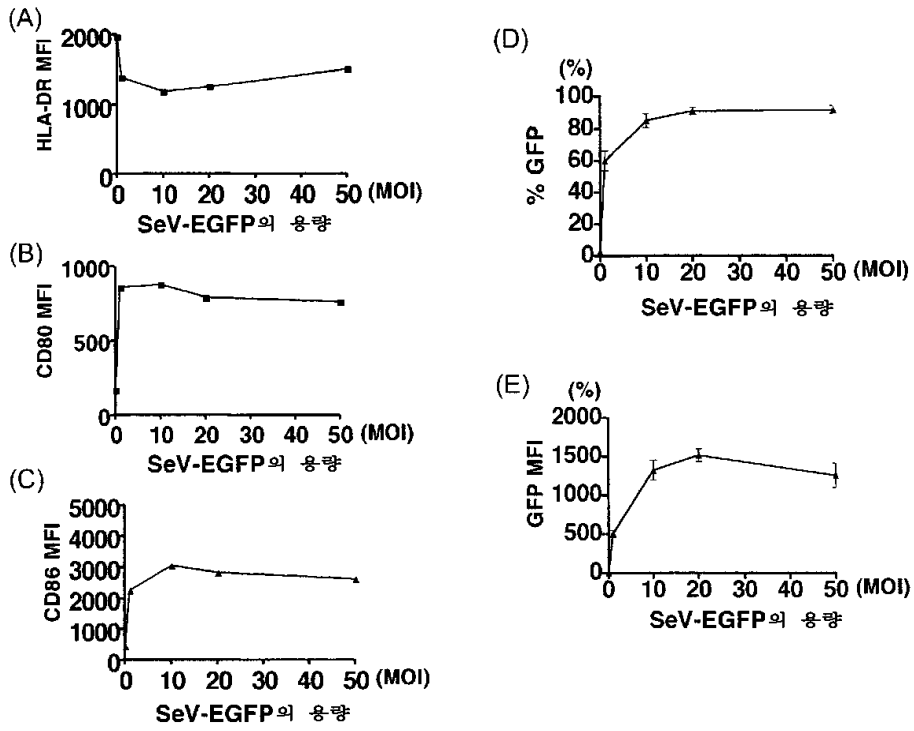 (A)
HLA-DR MFI
2000
1000
0
0 10 20 30 40 50 (MOI)
SeV-EGFP의 용량
(B)
CD80 MFI
1000
500
0
0 10 20 30 40 50 (MOI)
SeV-EGFP의 용량
(C)
CD86 MFI
5000
4000
3000
2000
1000
0
0 10 20 30 40 50 (MOI)
SeV-EGFP의 용량
(D)
(%)
% GFP
100
80
60
40
20
0
0 10 20 30 40 50 (MOI)
SeV-EGFP의 용량
(E)
(%)
GFP MFI
2000
1500
1000
500
0
0 10 20 30 40 50 (MOI)
SeV-EGFP의 용량